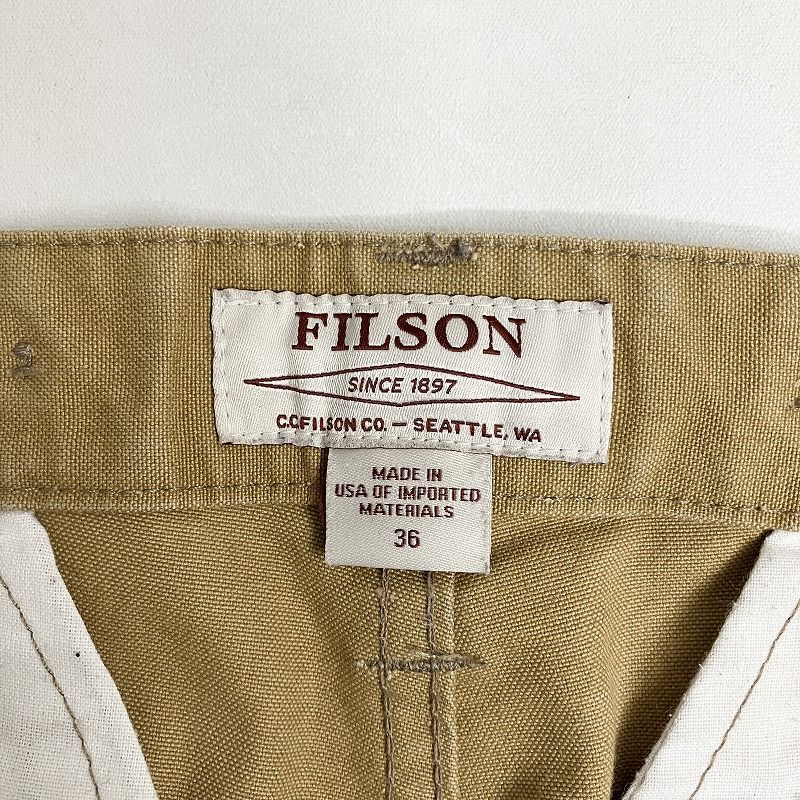 FILSON
SINCE 1897
C.C.FILSON CO. — SEATTLE, WA
MADE IN
USA OF IMPORTED
MATERIALS
36